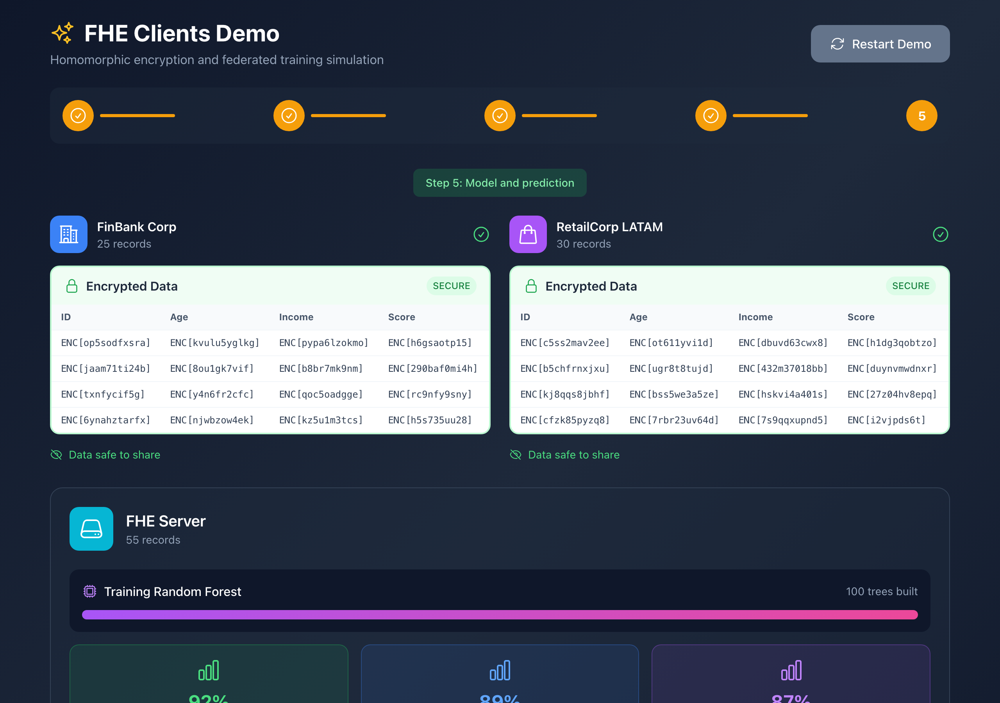 FHE Clients Demo
Homomorphic encryption and federated training simulation
Restart Demo
5
Step 5: Model and prediction
FinBank Corp
25 records
RetailCorp LATAM
30 records
Encrypted Data
SECURE
ID Age Income Score
ENC[op5sodfxsra] ENC[kvulu5yglkg] ENC[pypa6lzokmo] ENC[h6gsaotp15]
ENC[jaam71ti24b] ENC[8ou1gk7vif] ENC[b8br7mk9nm] ENC[290baf0mi4h]
ENC[txnfycif5g] ENC[y4n6fr2cfc] ENC[qoc5oadgge] ENC[rc9nfy9sny]
ENC[6ynahztarfx] ENC[njwbzow4ek] ENC[kz5u1m3tcs] ENC[h5s735uu28]
Data safe to share
Encrypted Data
SECURE
ID Age Income Score
ENC[c5ss2mav2ee] ENC[ot611yvi1d] ENC[dbuvd63cwx8] ENC[h1dg3qobtzo]
ENC[b5chfrnxjxu] ENC[ugr8t8tujd] ENC[432m37018bb] ENC[duynvmwdnxr]
ENC[kj8qqs8jbhf] ENC[bss5we3a5ze] ENC[hskvi4a401s] ENC[27z04hv8epq]
ENC[cfzk85pyzq8] ENC[7rbr23uv64d] ENC[7s9qqxupnd5] ENC[i2vjpds6t]
Data safe to share
FHE Server
55 records
Training Random Forest
100 trees built
92%
89%
87%